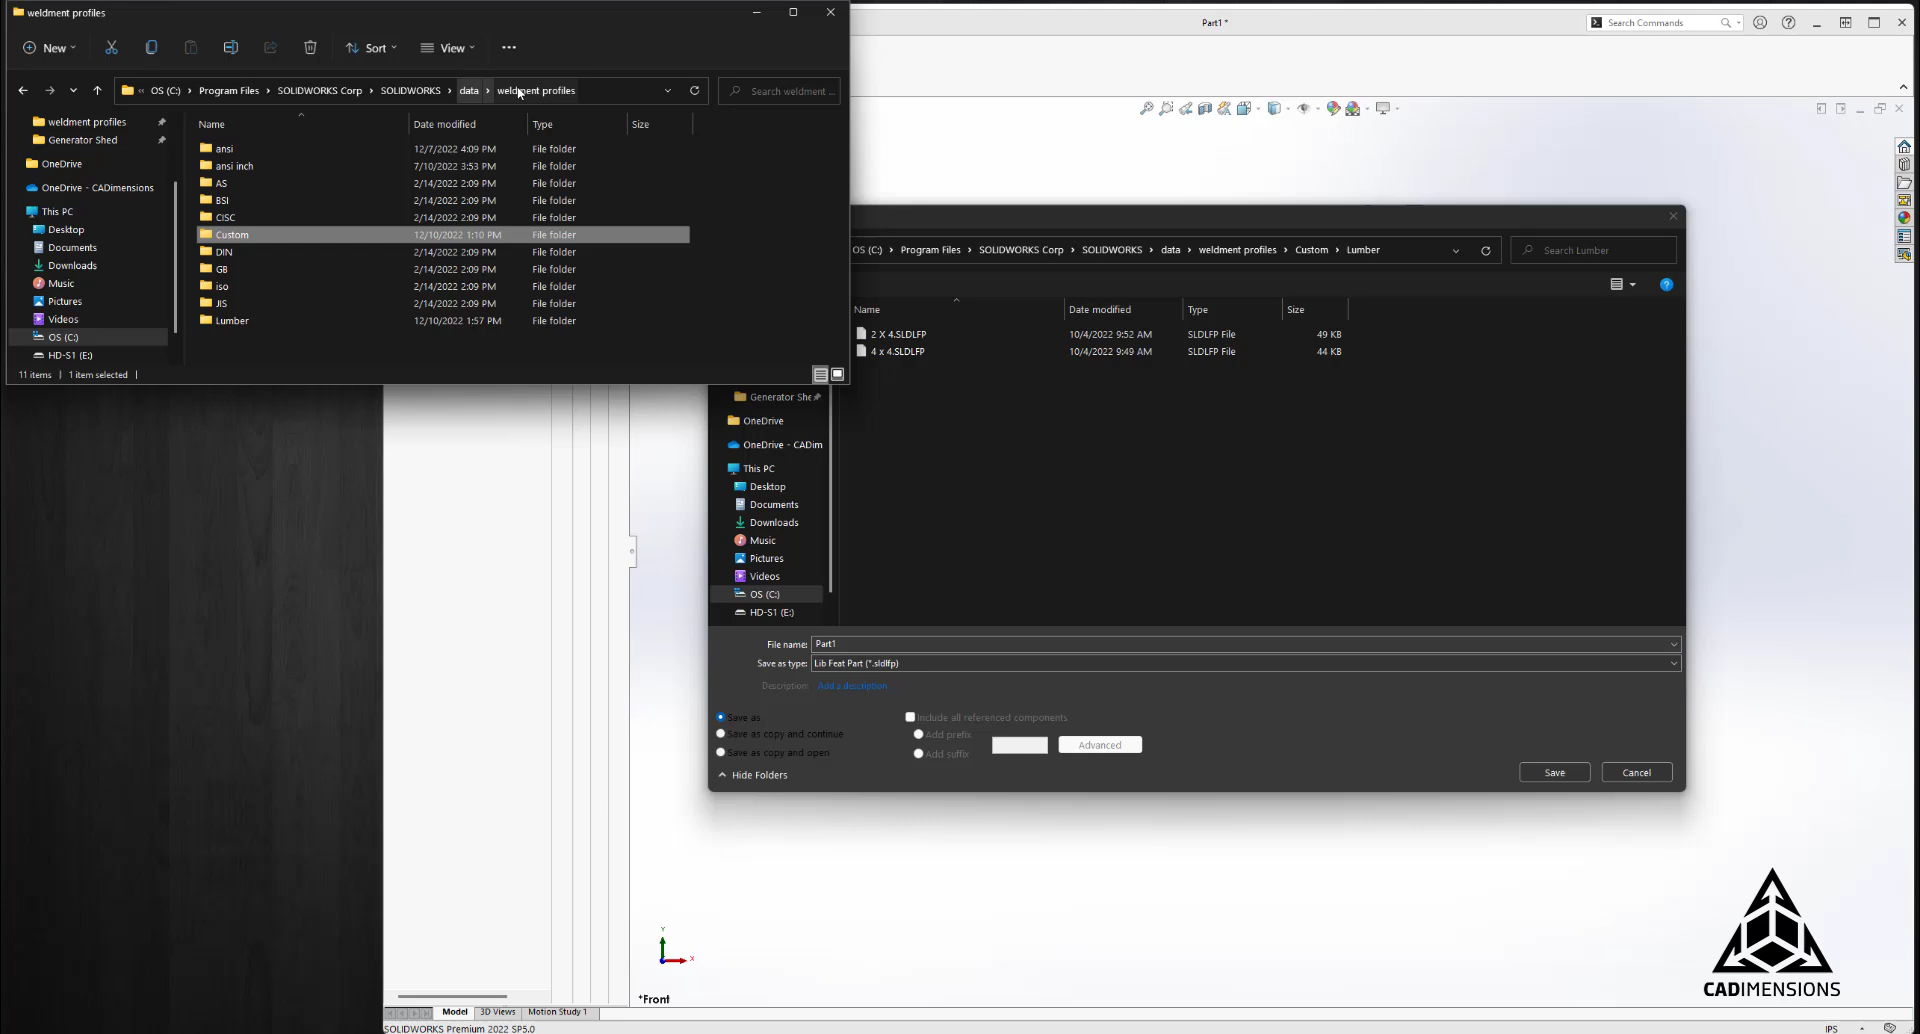 weldment profiles
New
Sort
View
OS (C:) › Program Files › SOLIDWORKS Corp › SOLIDWORKS › data › weldment profiles
Search weldment ...
weldment profiles
Generator Shed
OneDrive
OneDrive - CADimensions
This PC
Desktop
Documents
Downloads
Music
Pictures
Videos
OS (C:)
HD-S1 (E:)
Name Date modified Type Size
ansi 12/7/2022 4:09 PM File folder
ansi inch 7/10/2022 3:53 PM File folder
AS 2/14/2022 2:09 PM File folder
BSI 2/14/2022 2:09 PM File folder
CISC 2/14/2022 2:09 PM File folder
Custom 12/10/2022 1:10 PM File folder
DIN 2/14/2022 2:09 PM File folder
GB 2/14/2022 2:09 PM File folder
iso 2/14/2022 2:09 PM File folder
JIS 2/14/2022 2:09 PM File folder
Lumber 12/10/2022 1:57 PM File folder
11 items | 1 item selected |
Part1 *
Search Commands
OS (C:) › Program Files › SOLIDWORKS Corp › SOLIDWORKS › data › weldment profiles › Custom › Lumber
Search Lumber
Name Date modified Type Size
2 X 4.SLDLFP 10/4/2022 9:52 AM SLDLFP File 49 KB
4 x 4.SLDLFP 10/4/2022 9:49 AM SLDLFP File 44 KB
Generator She
OneDrive
OneDrive - CADim
This PC
Desktop
Documents
Downloads
Music
Pictures
Videos
OS (C:)
HD-S1 (E:)
File name: Part1
Save as type: Lib Feat Part (*.sldlfp)
Description: Add a description
Save as
Save as copy and continue
Save as copy and open
Include all referenced components
Add prefix
Add suffix
Advanced
Hide Folders
Save
Cancel
Y
X
*Front
CADIMENSIONS
Model 3D Views Motion Study 1
SOLIDWORKS Premium 2022 SP5.0
IPS